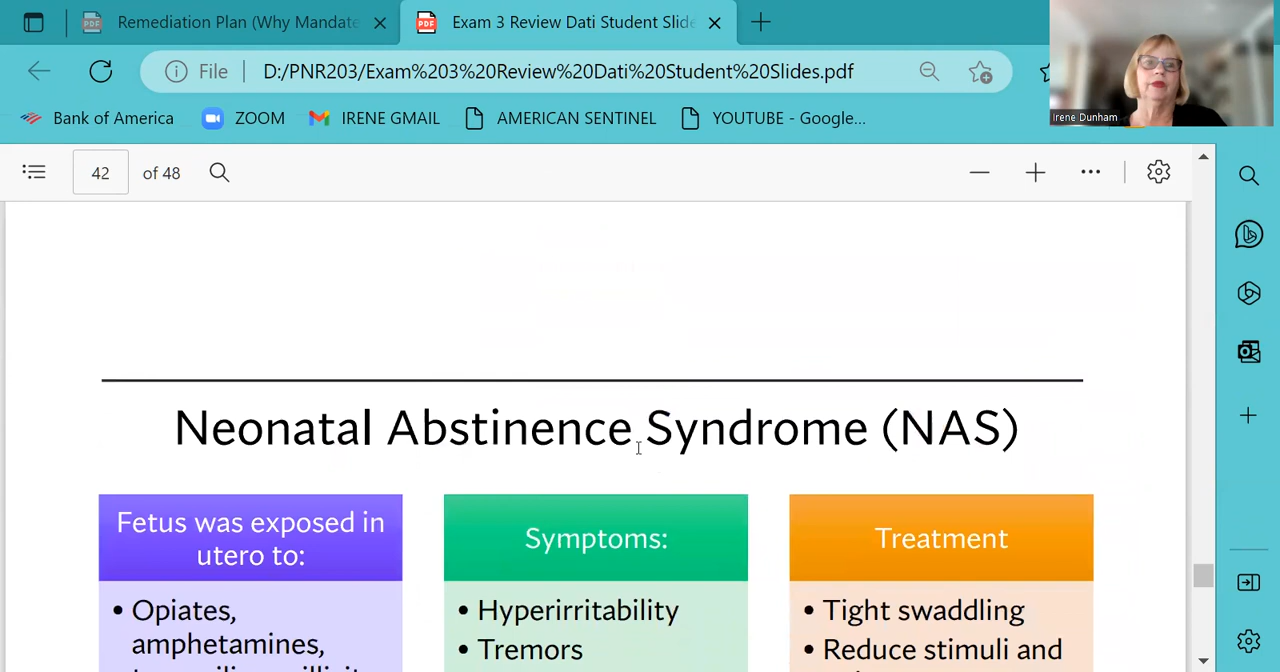 Remediation Plan (Why Mandate
Exam 3 Review Dati Student Slide
File
D:/PNR203/Exam%203%20Review%20Dati%20Student%20Slides.pdf
Bank of America
ZOOM
IRENE GMAIL
AMERICAN SENTINEL
YOUTUBE - Google...
Irene Dunham
42 of 48
Neonatal Abstinence Syndrome (NAS)
Fetus was exposed in
utero to:
• Opiates,
amphetamines,
Symptoms:
• Hyperirritability
• Tremors
Treatment
• Tight swaddling
• Reduce stimuli and